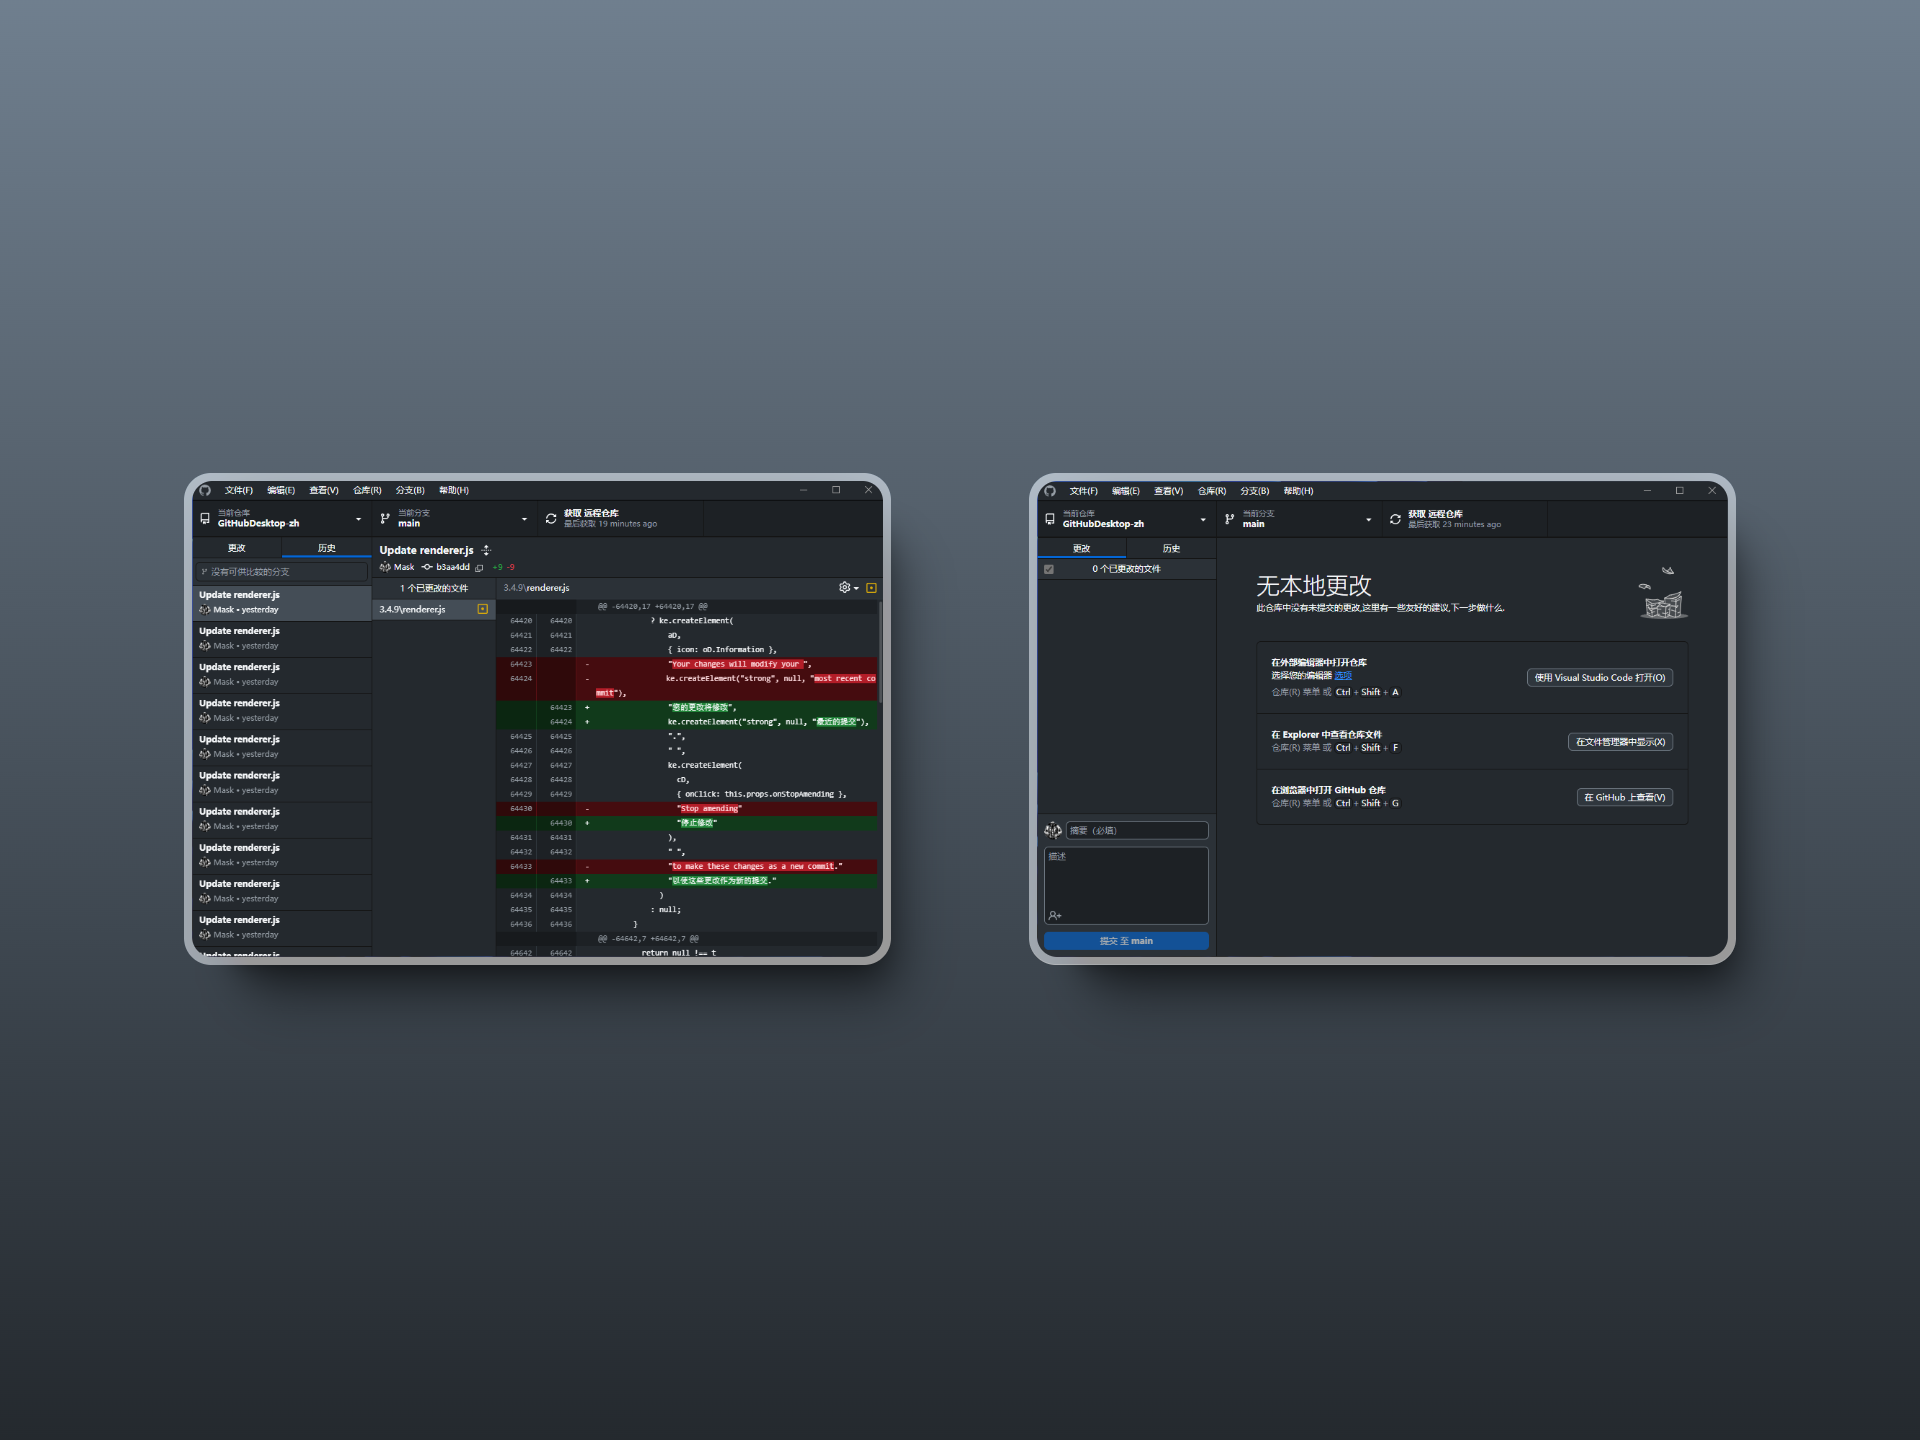 文件(F) 编辑(E) 查看(V) 仓库(R) 分支(B) 帮助(H)
当前仓库
GitHubDesktop-zh
当前分支
main
获取 远程仓库
最后获取 19 minutes ago
更改 历史
没有可供比较的分支
Update renderer.js
Mask • yesterday
Update renderer.js
Mask • yesterday
Update renderer.js
Mask • yesterday
Update renderer.js
Mask • yesterday
Update renderer.js
Mask • yesterday
Update renderer.js
Mask • yesterday
Update renderer.js
Mask • yesterday
Update renderer.js
Mask • yesterday
Update renderer.js
Mask • yesterday
Update renderer.js
Mask • yesterday
Update renderer.js
Update renderer.js
Mask b3aa4dd +9 -9
1 个已更改的文件
3.4.9\renderer.js
3.4.9\renderer.js
@@ -64420,17 +64420,17 @@
64420 64420 ? ke.createElement(
64421 64421 aD,
64422 64422 { icon: oD.Information },
64423 - "Your changes will modify your ",
64424 - ke.createElement("strong", null, "most recent co
mmit"),
64423 + "您的更改将修改",
64424 + ke.createElement("strong", null, "最近的提交"),
64425 64425 ".",
64426 64426 " ",
64427 64427 ke.createElement(
64428 64428 cD,
64429 64429 { onClick: this.props.onStopAmending },
64430 - "Stop amending"
64430 + "停止修改"
64431 64431 ),
64432 64432 " ",
64433 - "to make these changes as a new commit."
64433 + "以使这些更改作为新的提交."
64434 64434 )
64435 64435 : null;
64436 64436 }
@@ -64642,7 +64642,7 @@
64642 64642 return null !== t
文件(F) 编辑(E) 查看(V) 仓库(R) 分支(B) 帮助(H)
当前仓库
GitHubDesktop-zh
当前分支
main
获取 远程仓库
最后获取 23 minutes ago
更改 历史
0 个已更改的文件
摘要（必填）
描述
提交 至 main
无本地更改
此仓库中没有未提交的更改,这里有一些友好的建议,下一步做什么.
在外部编辑器中打开仓库
选择您的编辑器 选项
仓库(R) 菜单 或 Ctrl + Shift + A
使用 Visual Studio Code 打开(O)
在 Explorer 中查看仓库文件
仓库(R) 菜单 或 Ctrl + Shift + F
在文件管理器中显示(X)
在浏览器中打开 GitHub 仓库
仓库(R) 菜单 或 Ctrl + Shift + G
在 GitHub 上查看(V)